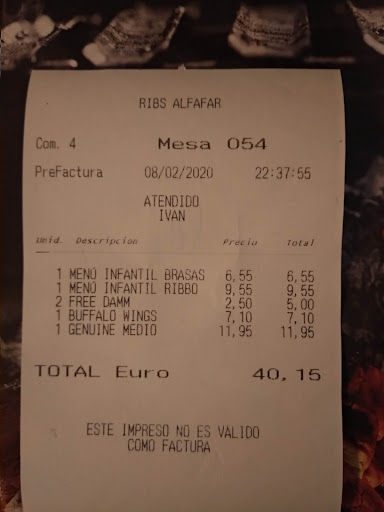 RIBS ALFAFAR
Com. 4 Mesa 054
PreFactura 08/02/2020 22:37:55
ATENDIDO
IVAN
Unid. Descripcion Precio Total
1 MENÚ INFANTIL BRASAS 6,55 6,55
1 MENÚ INFANTIL RIBBO 9,55 9,55
2 FREE DAMM 2,50 5,00
1 BUFFALO WINGS 7,10 7,10
1 GENUINE MEDIO 11,95 11,95
TOTAL Euro 40,15
ESTE IMPRESO NO ES VALIDO
COMO FACTURA